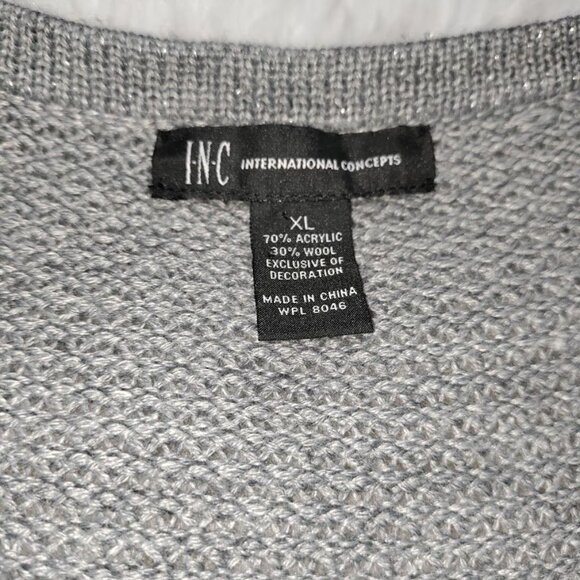 I·N·C INTERNATIONAL CONCEPTS
XL
70% ACRYLIC
30% WOOL
EXCLUSIVE OF
DECORATION
MADE IN CHINA
WPL 8046